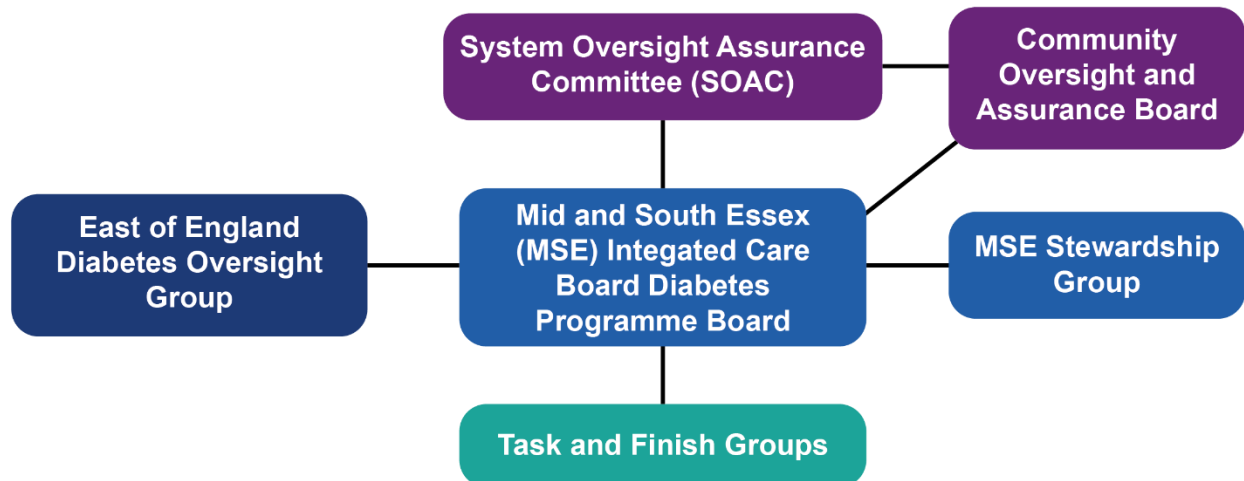 System Oversight Assurance
Committee (SOAC)
Community
Oversight and
Assurance Board
East of England
Diabetes Oversight
Group
Mid and South Essex
(MSE) Integated Care
Board Diabetes
Programme Board
MSE Stewardship
Group
Task and Finish Groups